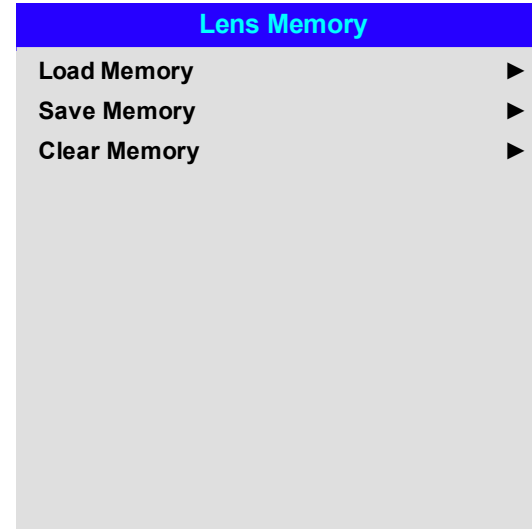 Lens Memory
Load Memory ►
Save Memory ►
Clear Memory ►